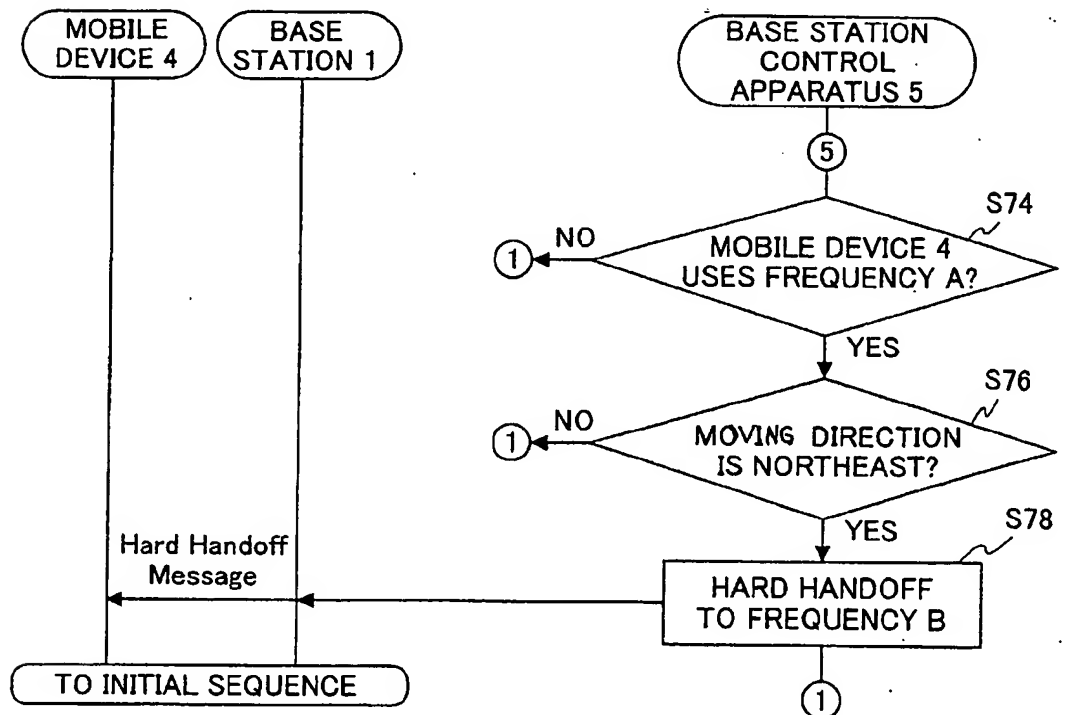 MOBILE
DEVICE 4
BASE
STATION 1
BASE STATION
CONTROL
APPARATUS 5
5
S74
MOBILE DEVICE 4
USES FREQUENCY A?
NO
1
YES
S76
MOVING DIRECTION
IS NORTHEAST?
NO
1
YES
S78
HARD HANDOFF
TO FREQUENCY B
Hard Handoff
Message
TO INITIAL SEQUENCE
1